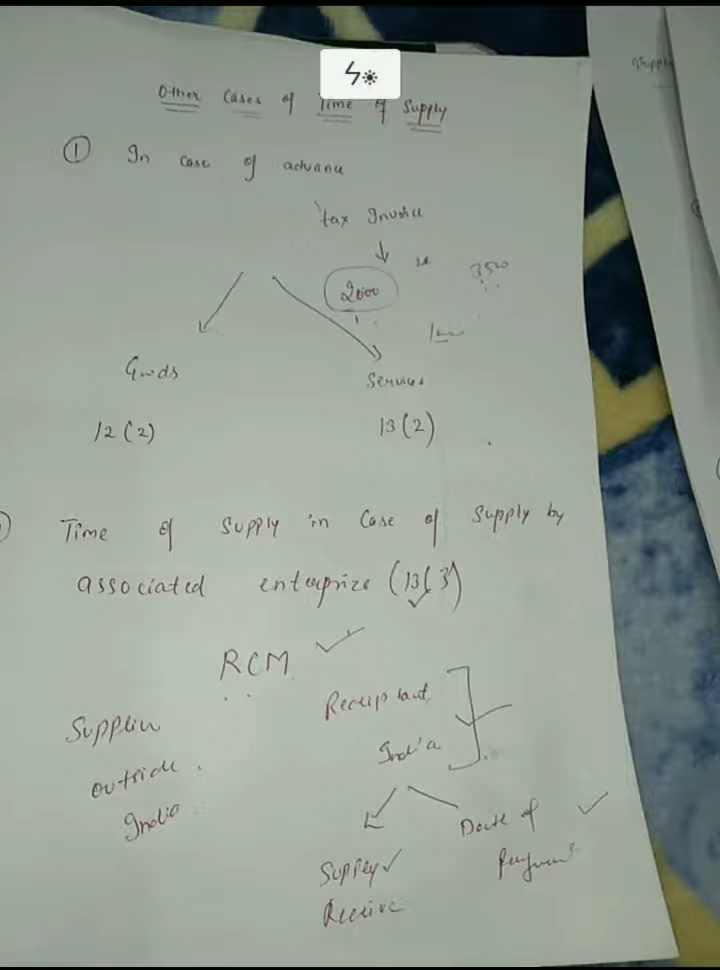 Other Cases of Time of Supply
① In case of advance
tax Invoice
2000
3500
Goods
Services
12 (2)
13 (2)
Time of Supply in Case of Supply by
associated enterprize (13(3)
RCM
Supplier
outside
India
India
Supply
Receive
Date of